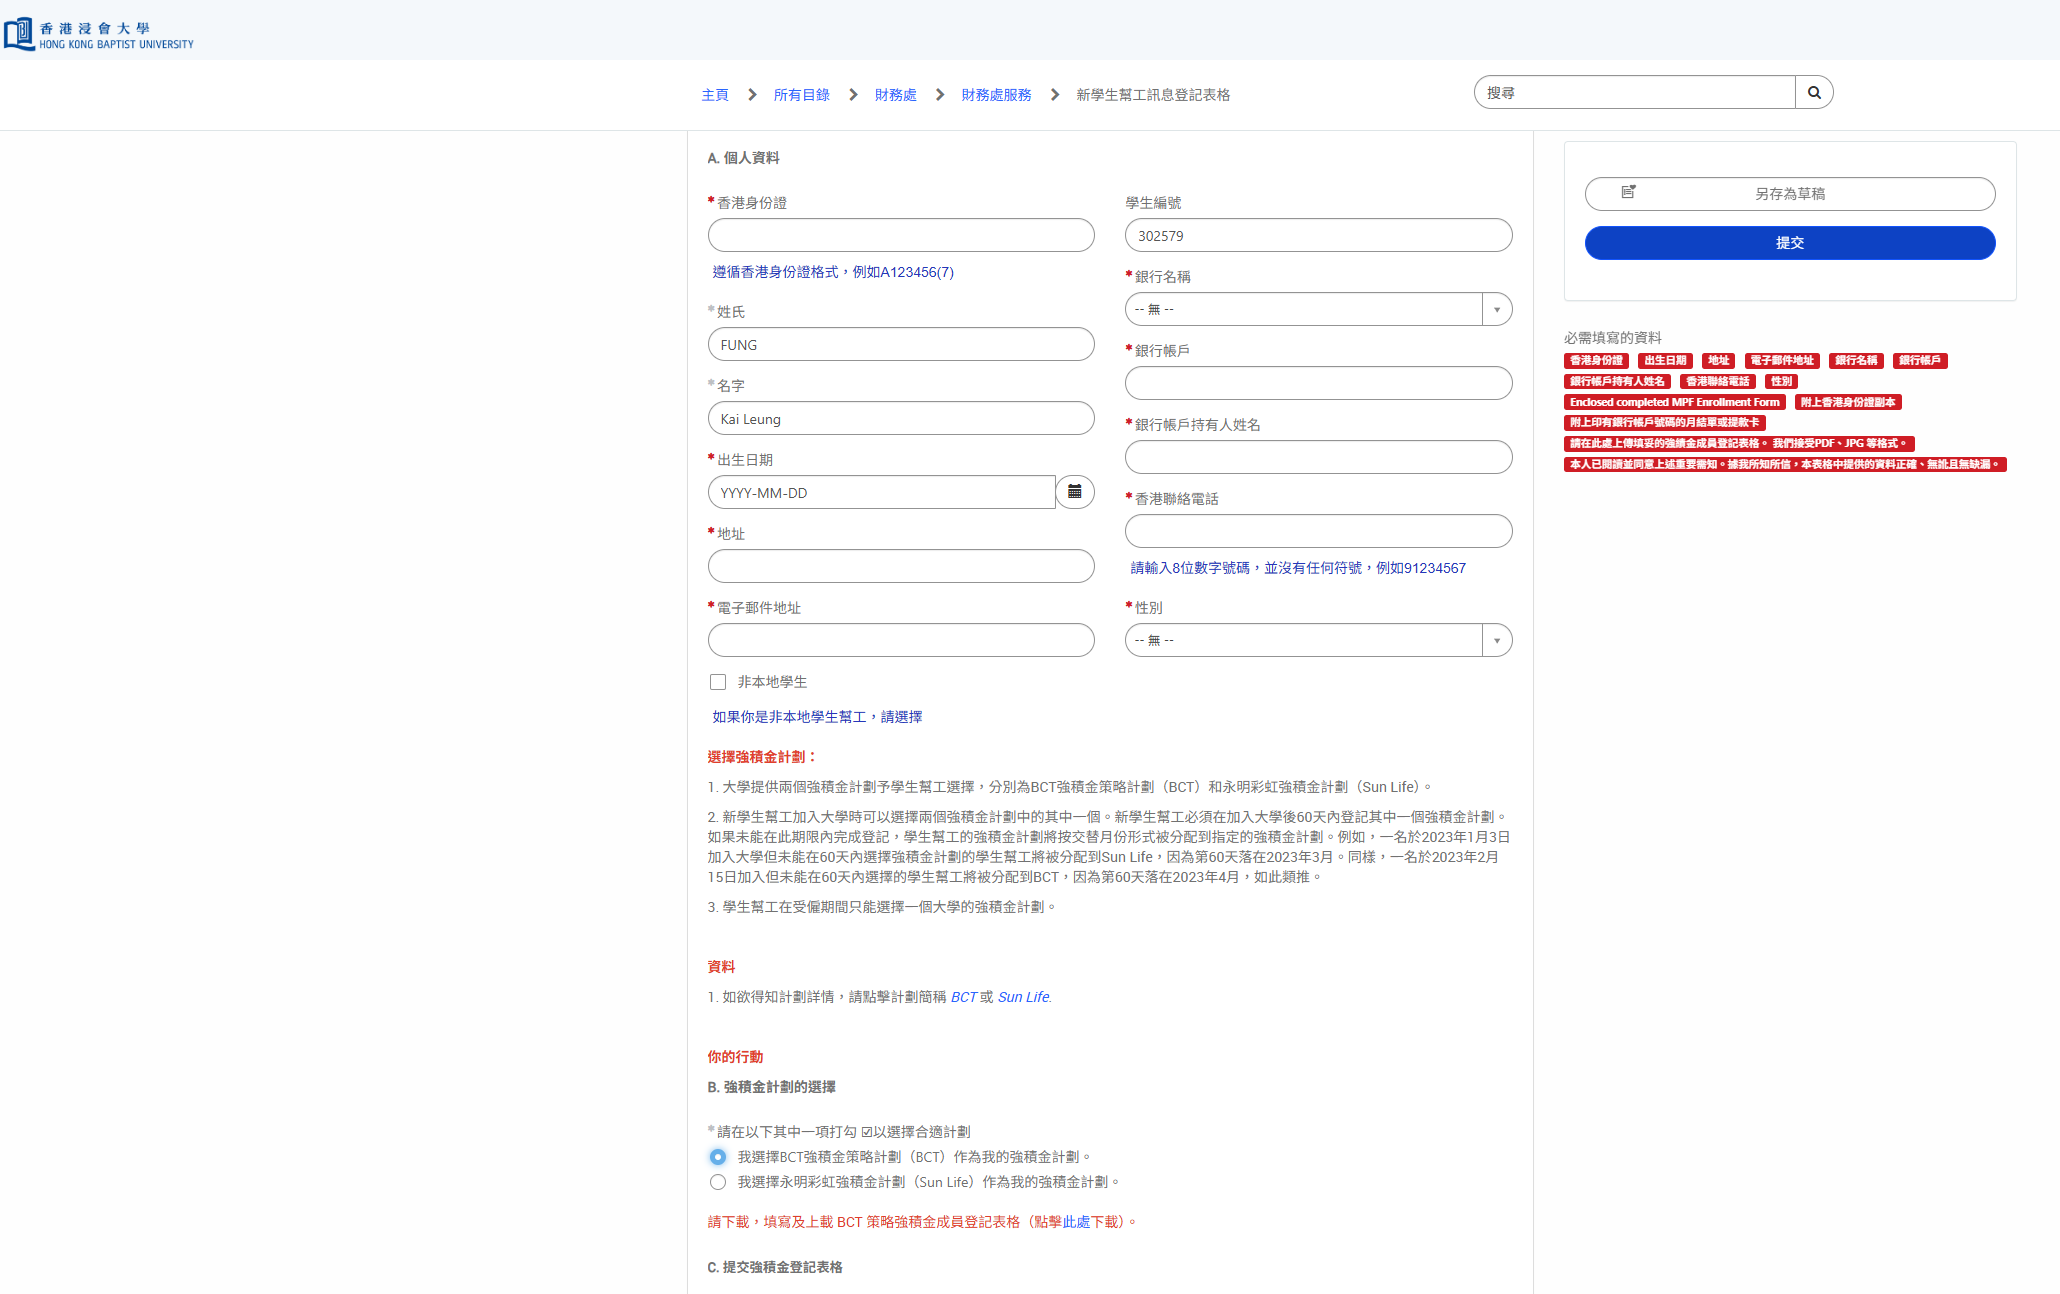 香港浸會大學
HONG KONG BAPTIST UNIVERSITY
主頁 > 所有目錄 > 財務處 > 財務處服務 > 新學生幫工訊息登記表格
搜尋
A. 個人資料
*香港身份證
遵循香港身份證格式，例如A123456(7)
*姓氏
FUNG
*名字
Kai Leung
*出生日期
YYYY-MM-DD
*地址
*電子郵件地址
非本地學生
如果你是非本地學生幫工，請選擇
學生編號
302579
*銀行名稱
-- 無 --
*銀行帳戶
*銀行帳戶持有人姓名
*香港聯絡電話
請輸入8位數字號碼，並沒有任何符號，例如91234567
*性別
-- 無 --
選擇強積金計劃：
1. 大學提供兩個強積金計劃予學生幫工選擇，分別為BCT強積金策略計劃（BCT）和永明彩虹強積金計劃（Sun Life）。
2. 新學生幫工加入大學時可以選擇兩個強積金計劃中的其中一個。新學生幫工必須在加入大學後60天內登記其中一個強積金計劃。
如果未能在此期限內完成登記，學生幫工的強積金計劃將按交替月份形式被分配到指定的強積金計劃。例如，一名於2023年1月3日
加入大學但未能在60天內選擇強積金計劃的學生幫工將被分配到Sun Life，因為第60天落在2023年3月。同樣，一名於2023年2月
15日加入但未能在60天內選擇的學生幫工將被分配到BCT，因為第60天落在2023年4月，如此類推。
3. 學生幫工在受僱期間只能選擇一個大學的強積金計劃。
資料
1. 如欲得知計劃詳情，請點擊計劃簡稱 BCT 或 Sun Life.
你的行動
B. 強積金計劃的選擇
*請在以下其中一項打勾 ☑以選擇合適計劃
我選擇BCT強積金策略計劃（BCT）作為我的強積金計劃。
我選擇永明彩虹強積金計劃（Sun Life）作為我的強積金計劃。
請下載，填寫及上載 BCT 策略強積金成員登記表格（點擊此處下載）。
C. 提交強積金登記表格
另存為草稿
提交
必需填寫的資料
香港身份證 出生日期 地址 電子郵件地址 銀行名稱 銀行帳戶
銀行帳戶持有人姓名 香港聯絡電話 性別
Enclosed completed MPF Enrollment Form 附上香港身份證副本
附上印有銀行帳戶號碼的月結單或提款卡
請在此處上傳填妥的強績金成員登記表格。 我們接受PDF、JPG 等格式。
本人已閱讀並同意上述重要需知。據我所知所信，本表格中提供的資料正確、無訛且無缺漏。